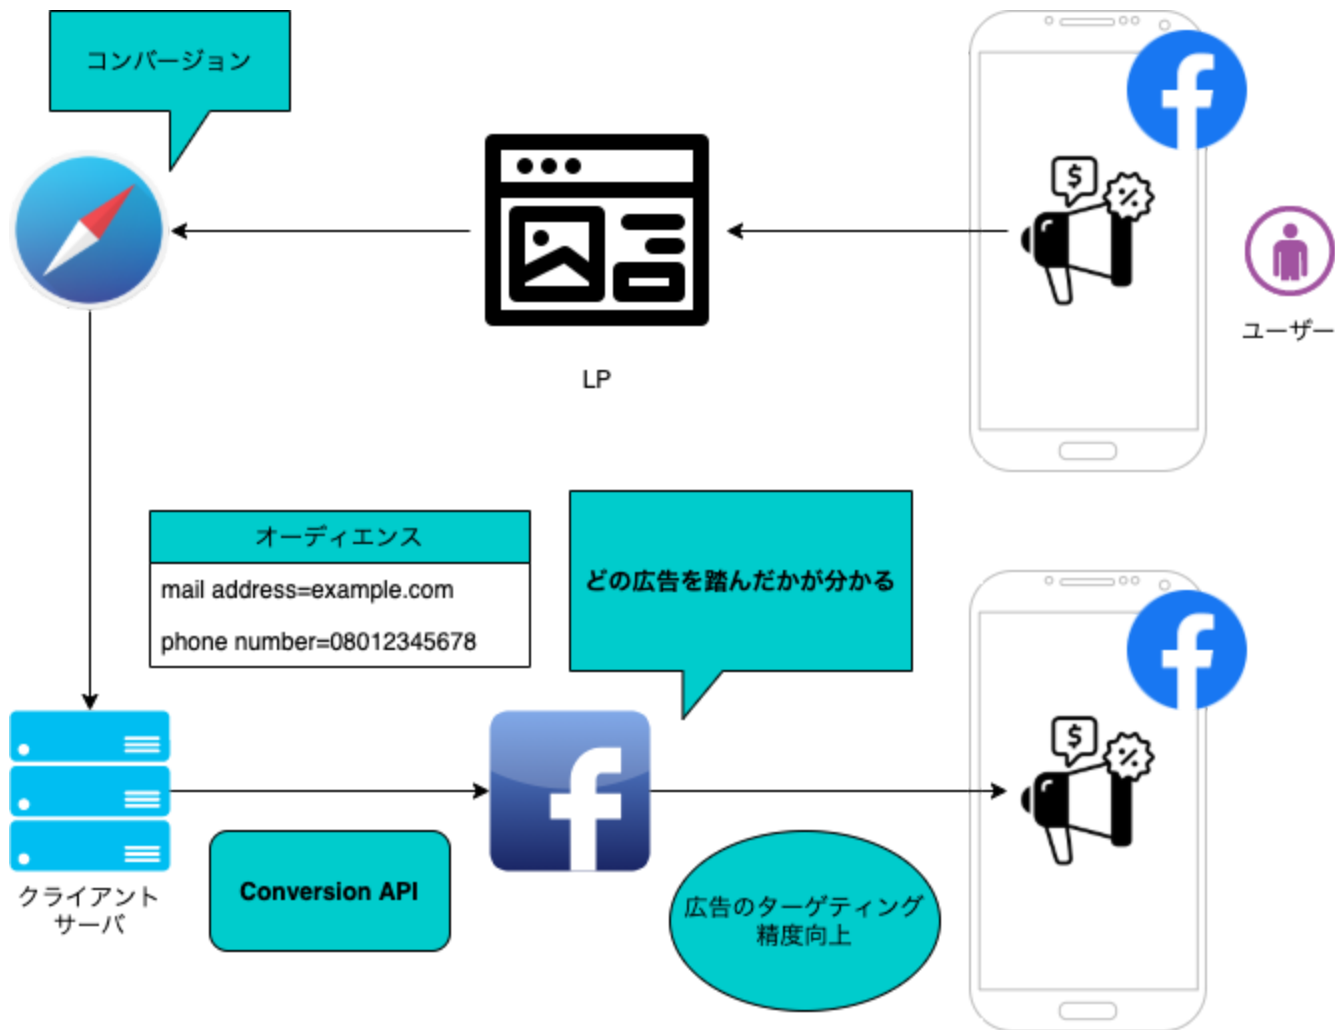 コンバージョン
ユーザー
LP
オーディエンス
mail address=example.com
phone number=08012345678
どの広告を踏んだかが分かる
クライアント
サーバ
Conversion API
広告のターゲティング
精度向上